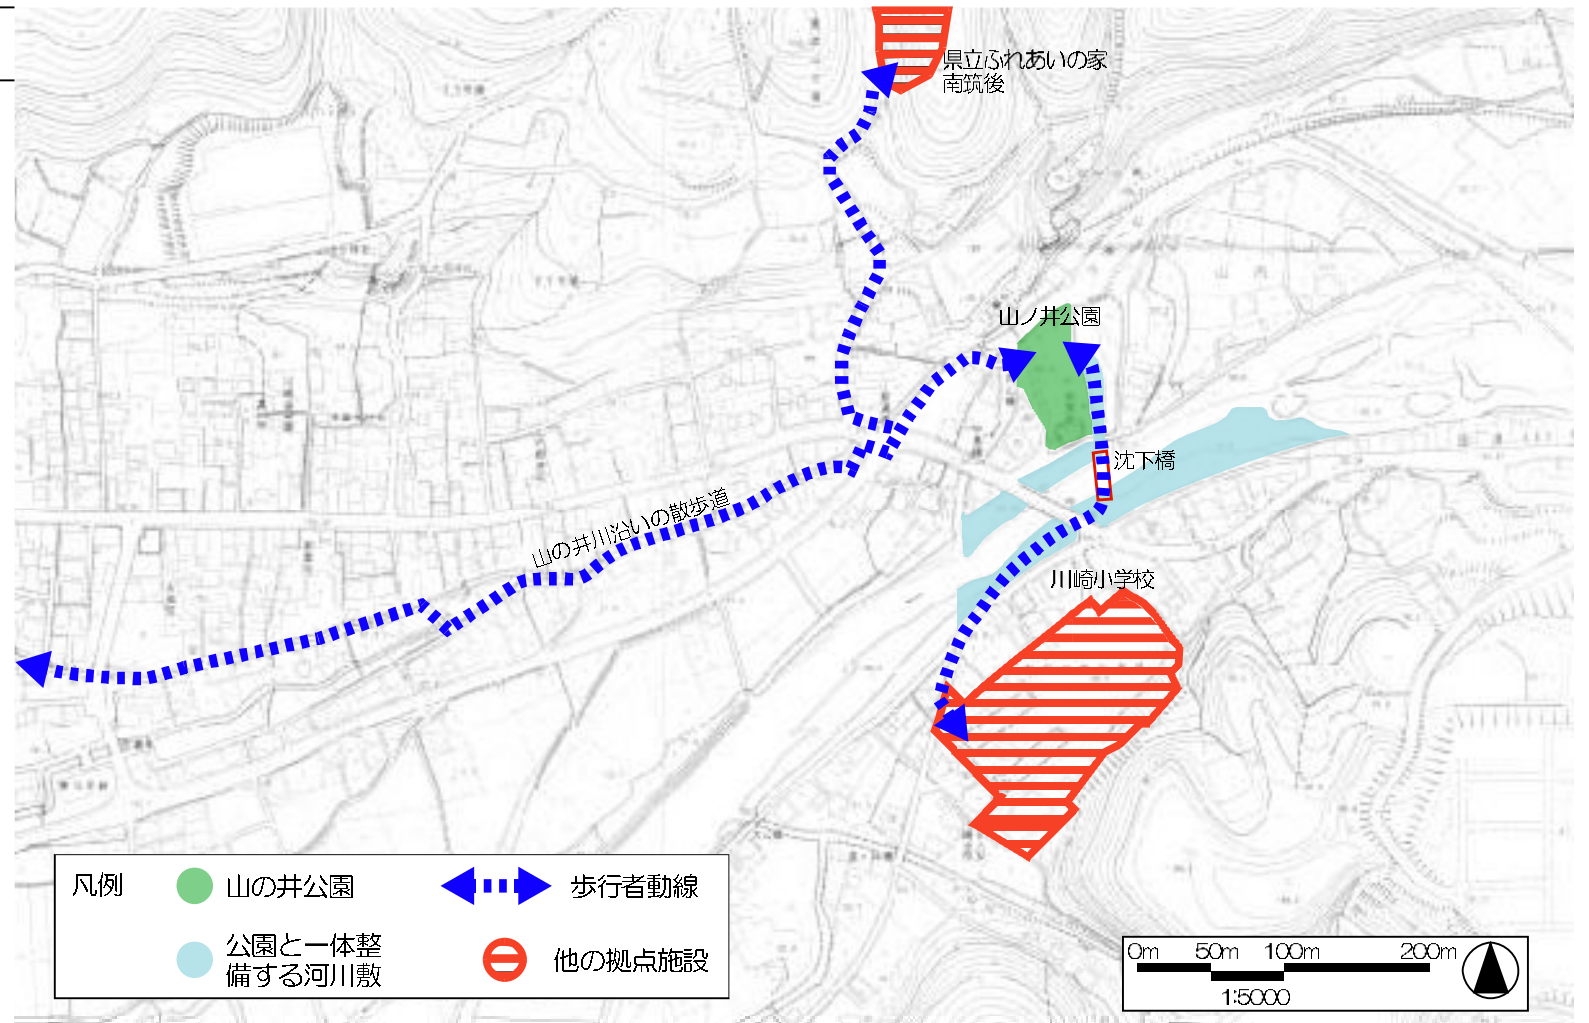 県立ふれあいの家
南筑後
山ノ井公園
沈下橋
山の井川沿いの散歩道
川崎小学校
凡例
山の井公園
歩行者動線
公園と一体整
備する河川敷
他の拠点施設
0m 50m 100m 200m
1:5000